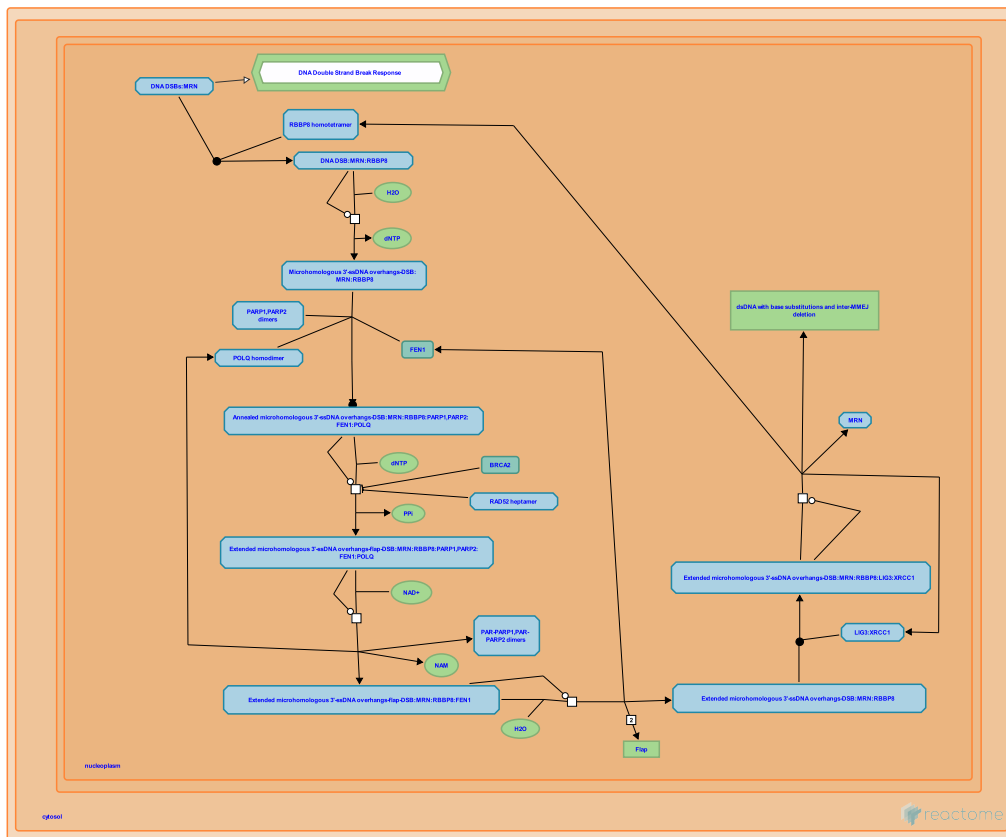 DNA Double Strand Break Response
DNA DSBs:MRN
RBBP8 homotetramer
DNA DSB:MRN:RBBP8
H2O
dNTP
Microhomologous 3'-ssDNA overhangs-DSB:
MRN:RBBP8
PARP1,PARP2
dimers
dsDNA with base substitutions and inter-MMEJ
deletion
POLQ homodimer
FEN1
Annealed microhomologous 3'-ssDNA overhangs-DSB:MRN:RBBP8:PARP1,PARP2:
FEN1:POLQ
MRN
dNTP
BRCA2
RAD52 heptamer
PPi
Extended microhomologous 3'-ssDNA overhangs-flap-DSB:MRN:RBBP8:PARP1,PARP2:
FEN1:POLQ
Extended microhomologous 3'-ssDNA overhangs-DSB:MRN:RBBP8:LIG3:XRCC1
NAD+
PAR-PARP1,PAR-
PARP2 dimers
LIG3:XRCC1
NAM
Extended microhomologous 3'-ssDNA overhangs-flap-DSB:MRN:RBBP8:FEN1
Extended microhomologous 3'-ssDNA overhangs-DSB:MRN:RBBP8
H2O
2
Flap
nucleoplasm
cytosol
reactome